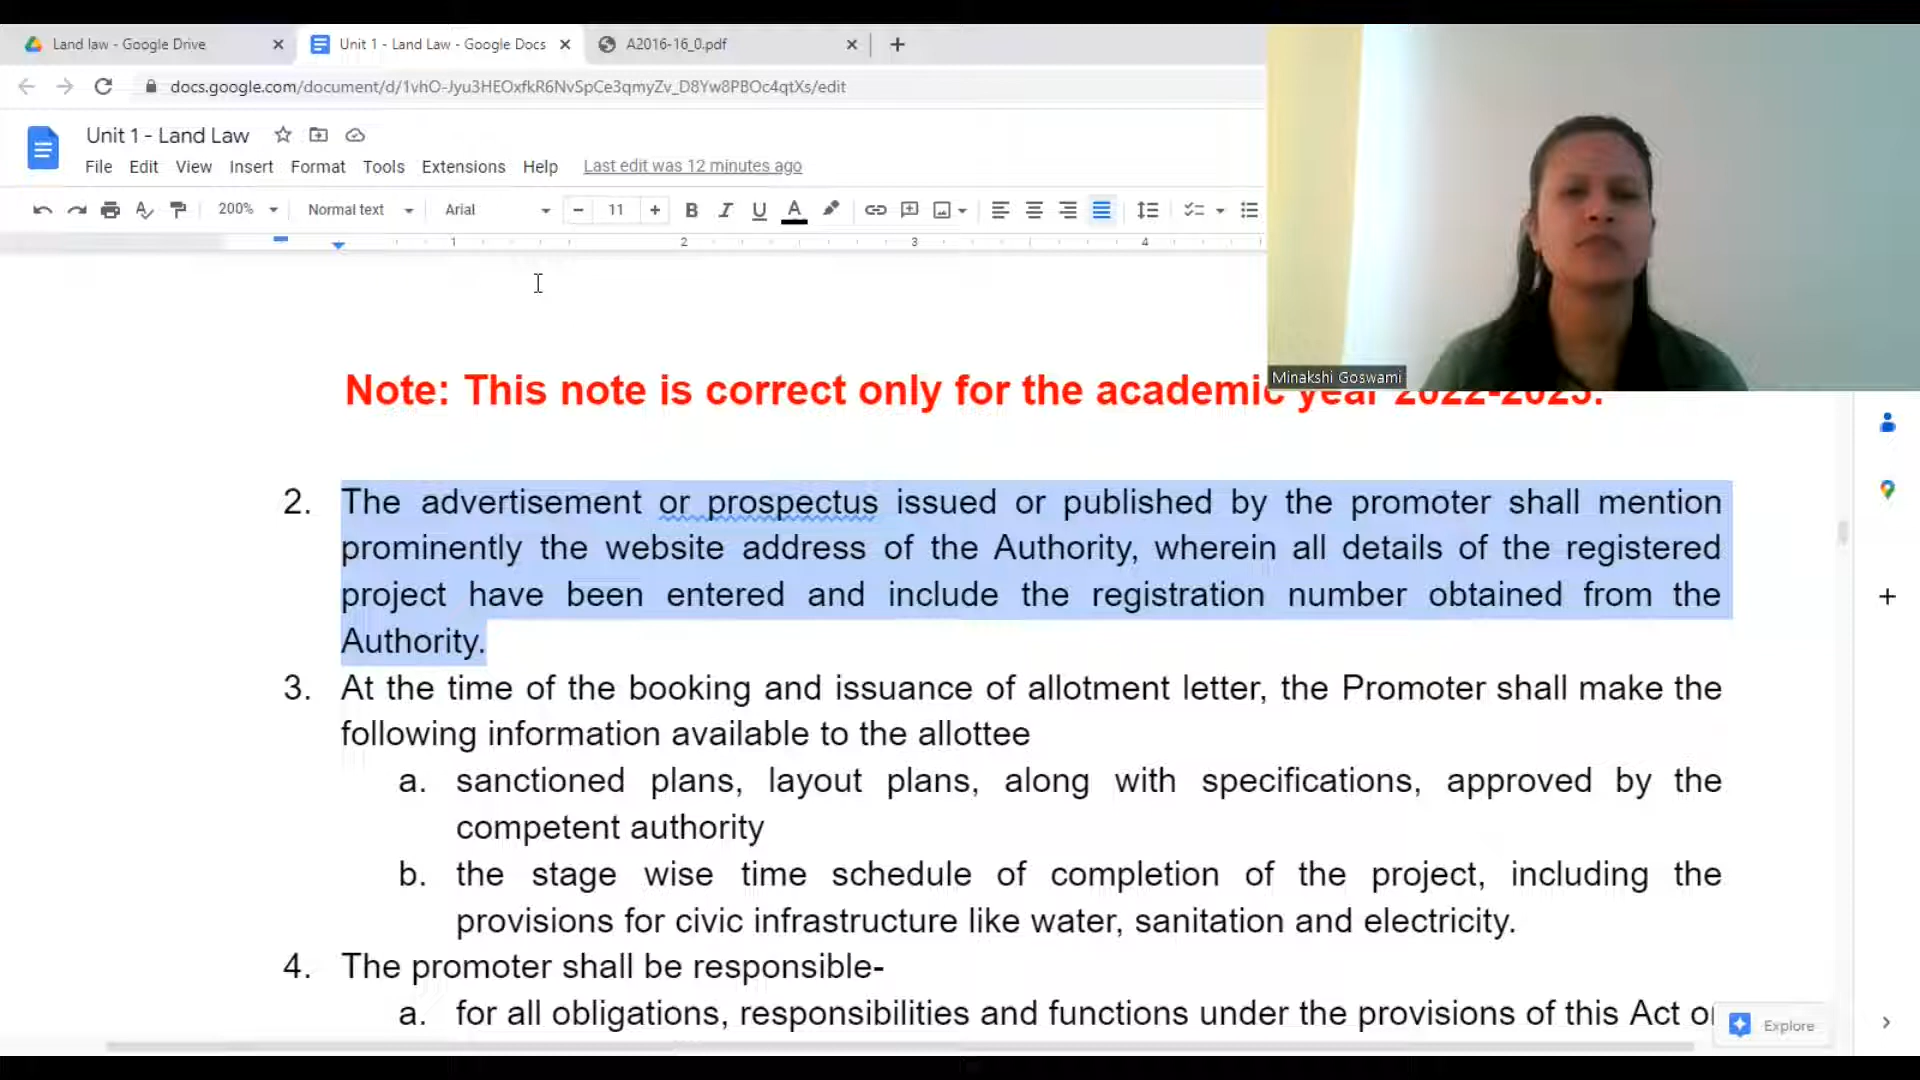 Land law - Google Drive
Unit 1 - Land Law - Google Docs
A2016-16_0.pdf
docs.google.com/document/d/1vhO-Jyu3HEOxfkR6NvSpCe3qmyZv_D8Yw8PBOc4qtXs/edit
Unit 1 - Land Law
File Edit View Insert Format Tools Extensions Help Last edit was 12 minutes ago
200% Normal text Arial 11
1 2 3 4
Minakshi Goswami
Note: This note is correct only for the academic year 2022-2023.
2. The advertisement or prospectus issued or published by the promoter shall mention
prominently the website address of the Authority, wherein all details of the registered
project have been entered and include the registration number obtained from the
Authority.
3. At the time of the booking and issuance of allotment letter, the Promoter shall make the
following information available to the allottee
a. sanctioned plans, layout plans, along with specifications, approved by the
competent authority
b. the stage wise time schedule of completion of the project, including the
provisions for civic infrastructure like water, sanitation and electricity.
4. The promoter shall be responsible-
a. for all obligations, responsibilities and functions under the provisions of this Act or
Explore